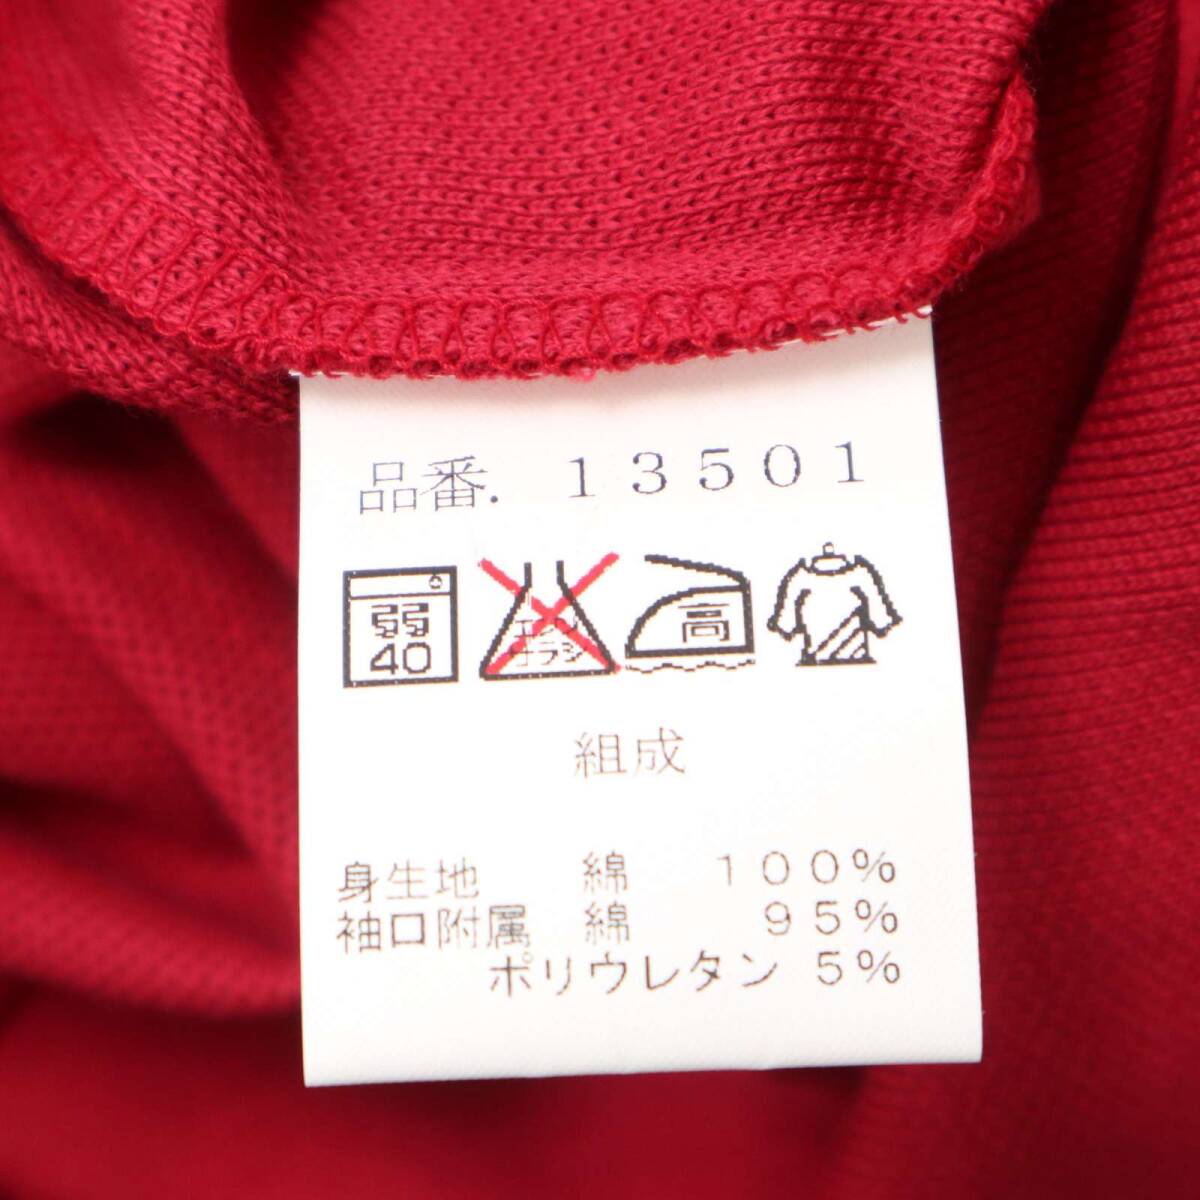 品番. 13501
弱
40
エンソ
サラシ
高
組成
身生地 綿 100%
袖口附属 綿 95%
ポリウレタン 5%